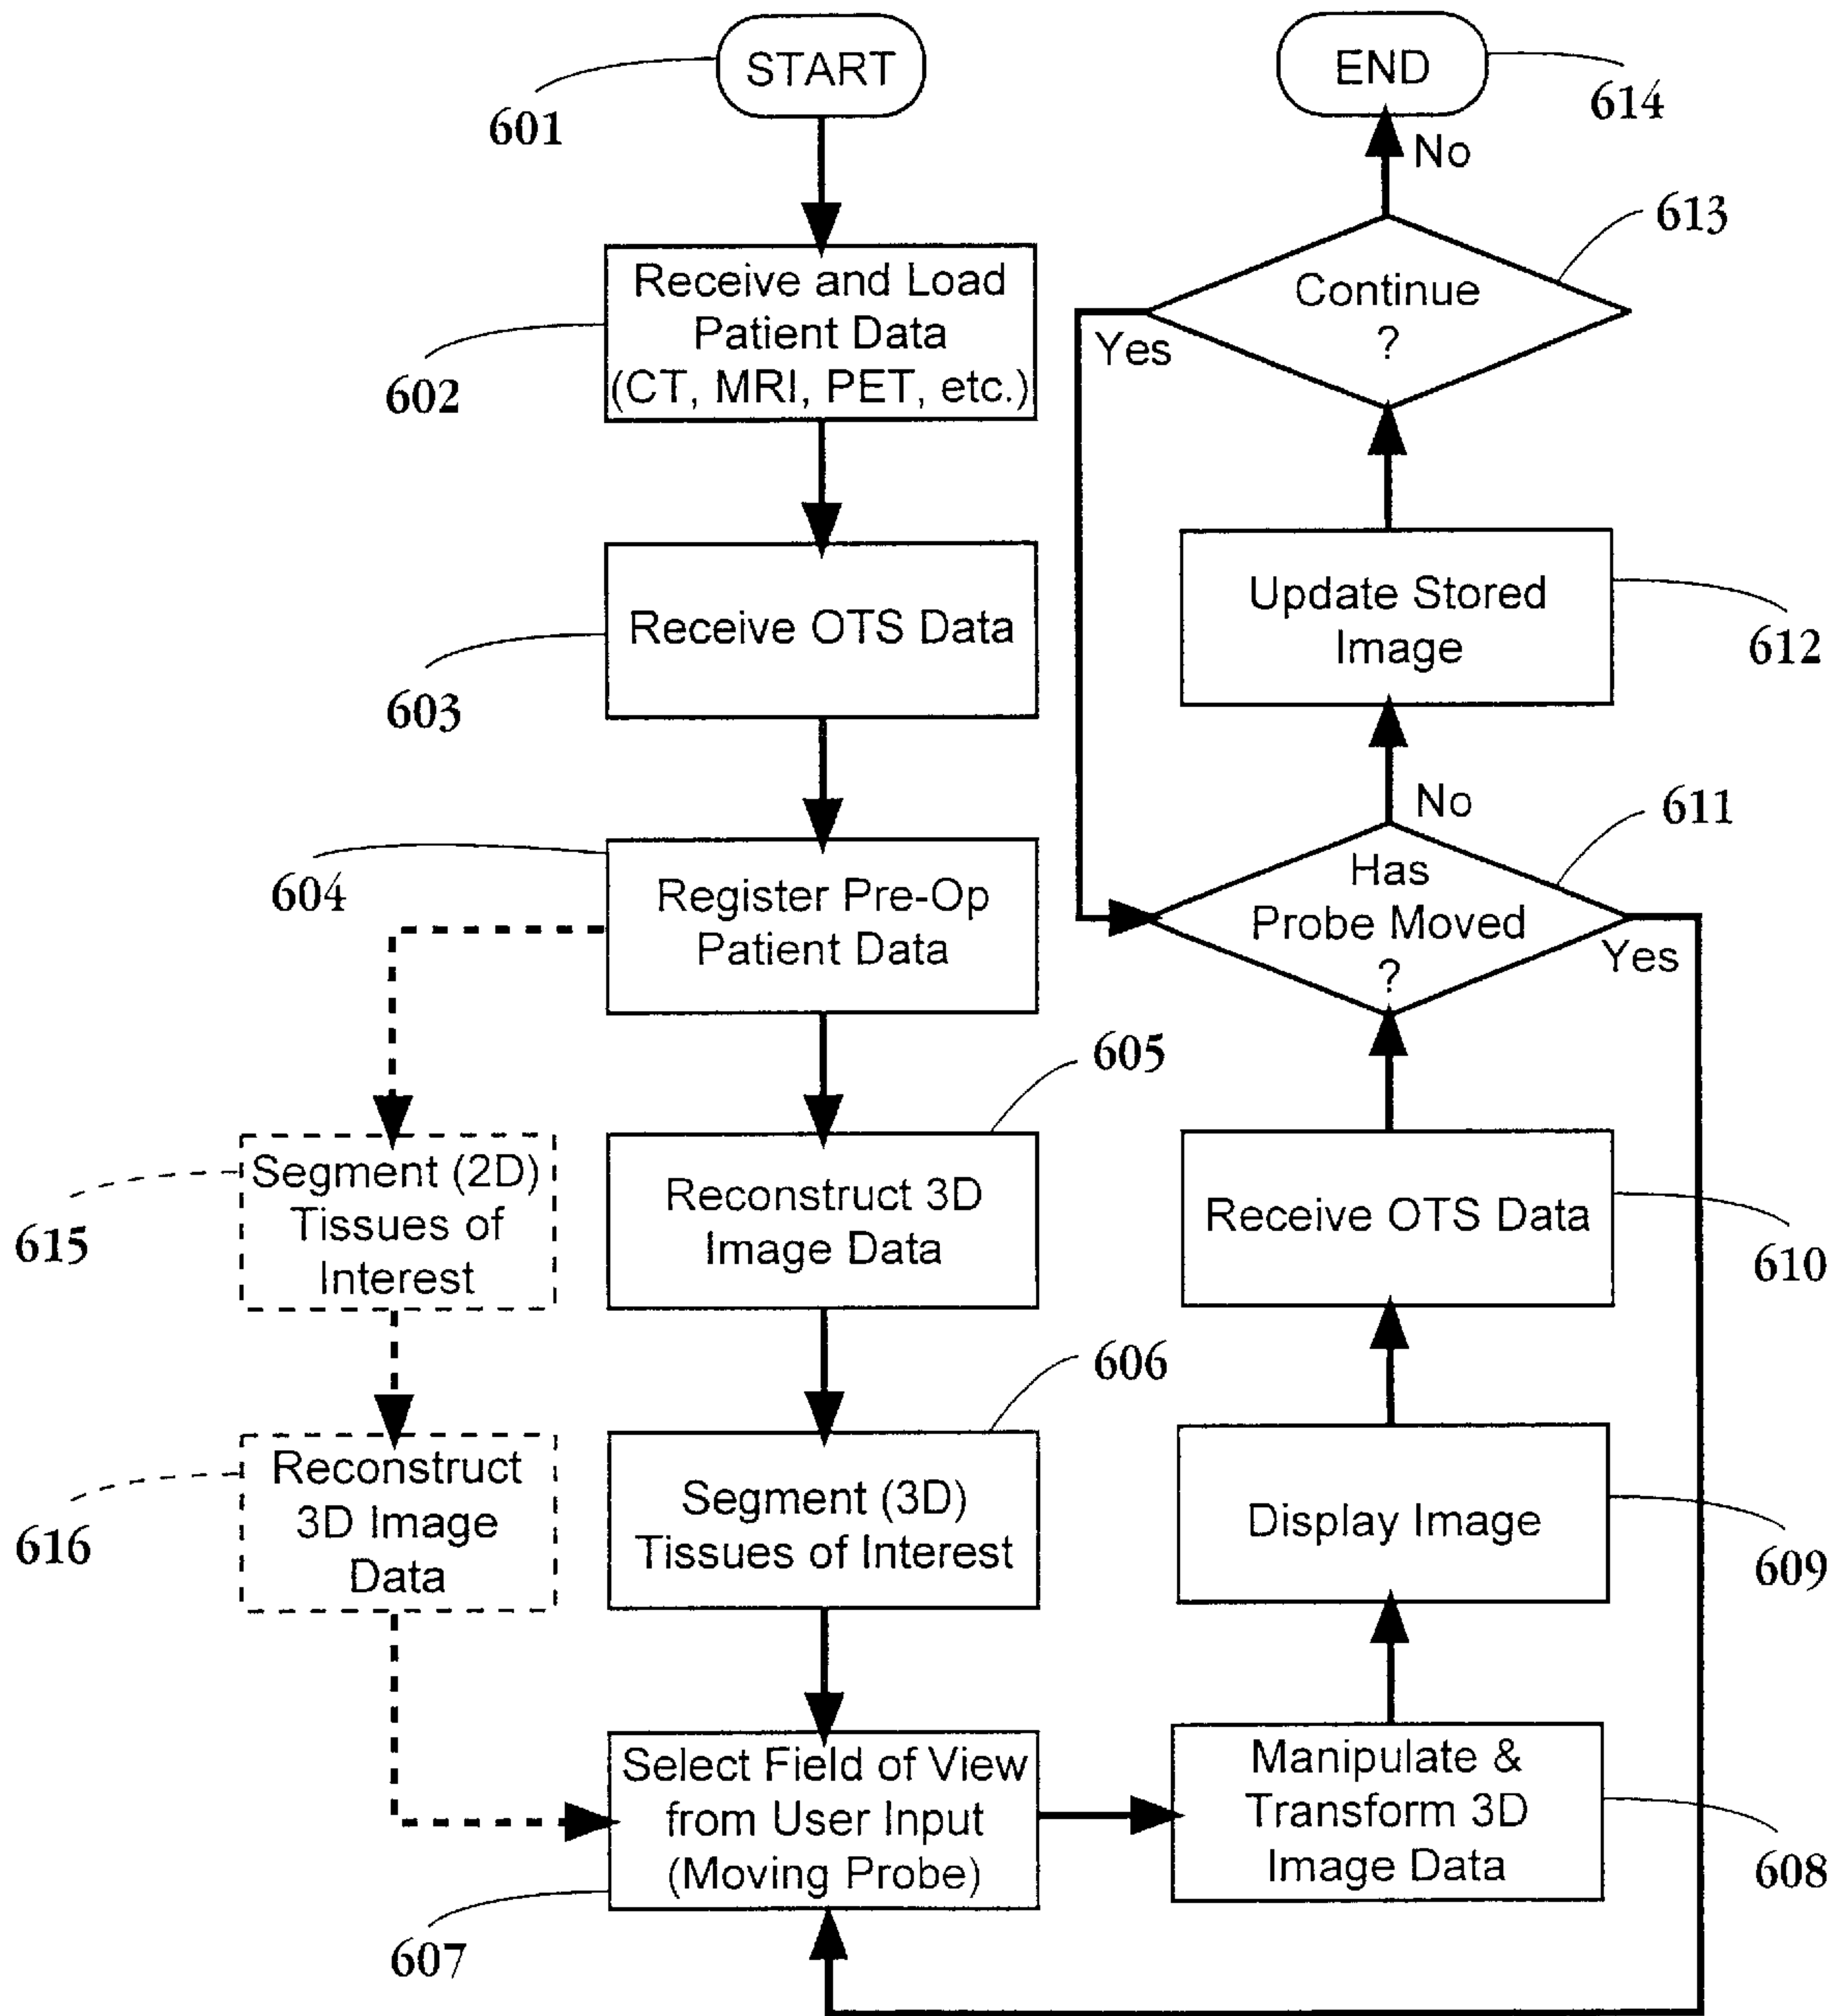 START
601
Receive and Load
Patient Data
(CT, MRI, PET, etc.)
602
Receive OTS Data
603
Register Pre-Op
Patient Data
604
Reconstruct 3D
Image Data
605
Segment (3D)
Tissues of Interest
606
Segment (2D)
Tissues of
Interest
615
Reconstruct
3D Image
Data
616
Select Field of View
from User Input
(Moving Probe)
607
Manipulate &
Transform 3D
Image Data
608
Display Image
609
Receive OTS Data
610
Has
Probe Moved
?
611
Yes
No
Update Stored
Image
612
Continue
?
613
Yes
No
END
614